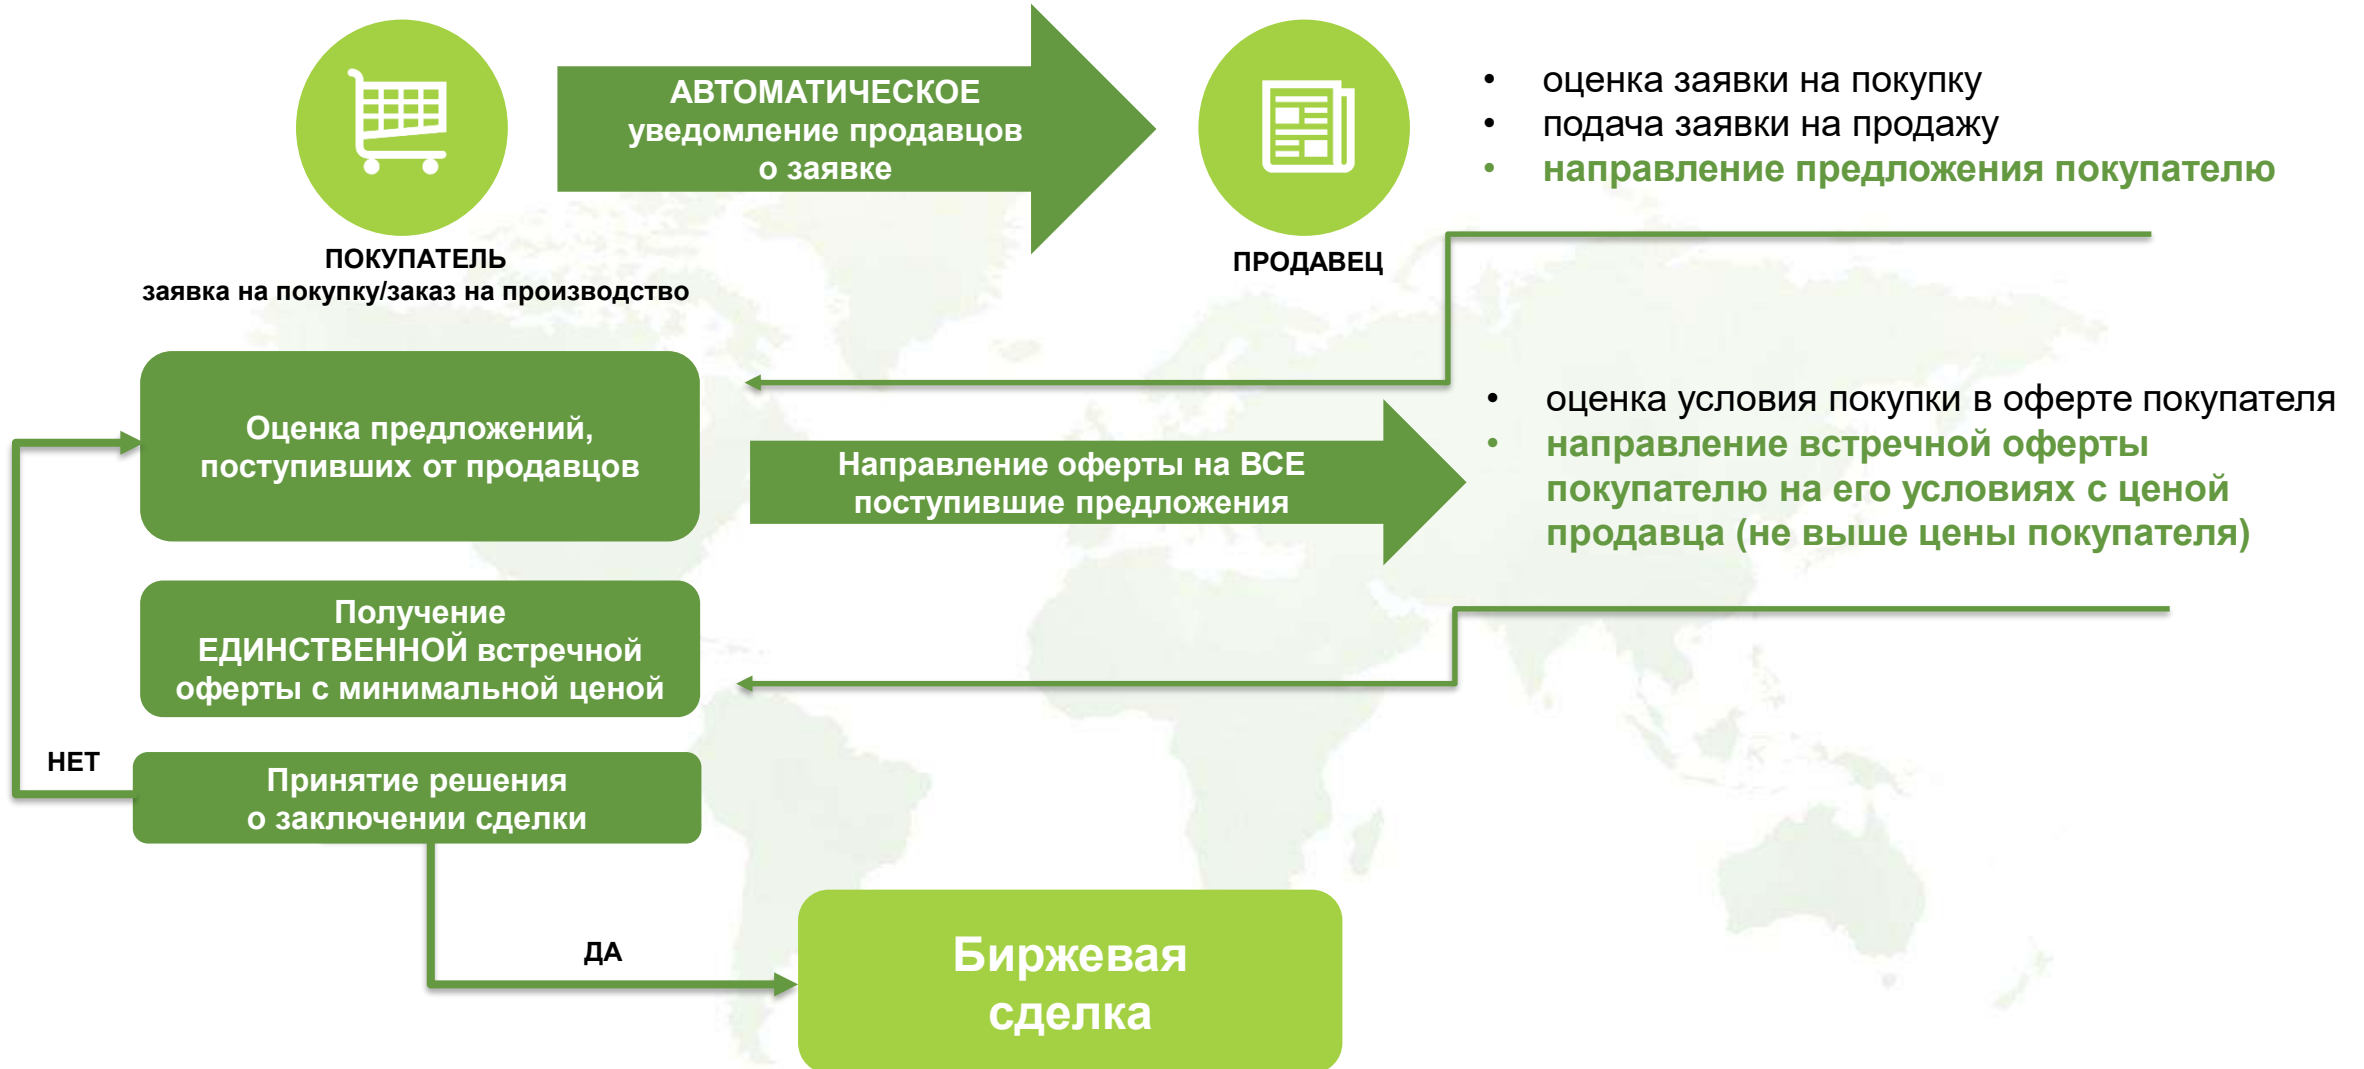 АВТОМАТИЧЕСКОЕ
уведомление продавцов
о заявке
• оценка заявки на покупку
• подача заявки на продажу
• направление предложения покупателю
ПОКУПАТЕЛЬ
заявка на покупку/заказ на производство
ПРОДАВЕЦ
Оценка предложений,
поступивших от продавцов
Направление оферты на ВСЕ
поступившие предложения
• оценка условия покупки в оферте покупателя
• направление встречной оферты
покупателю на его условиях с ценой
продавца (не выше цены покупателя)
Получение
ЕДИНСТВЕННОЙ встречной
оферты с минимальной ценой
НЕТ
Принятие решения
о заключении сделки
ДА
Биржевая
сделка